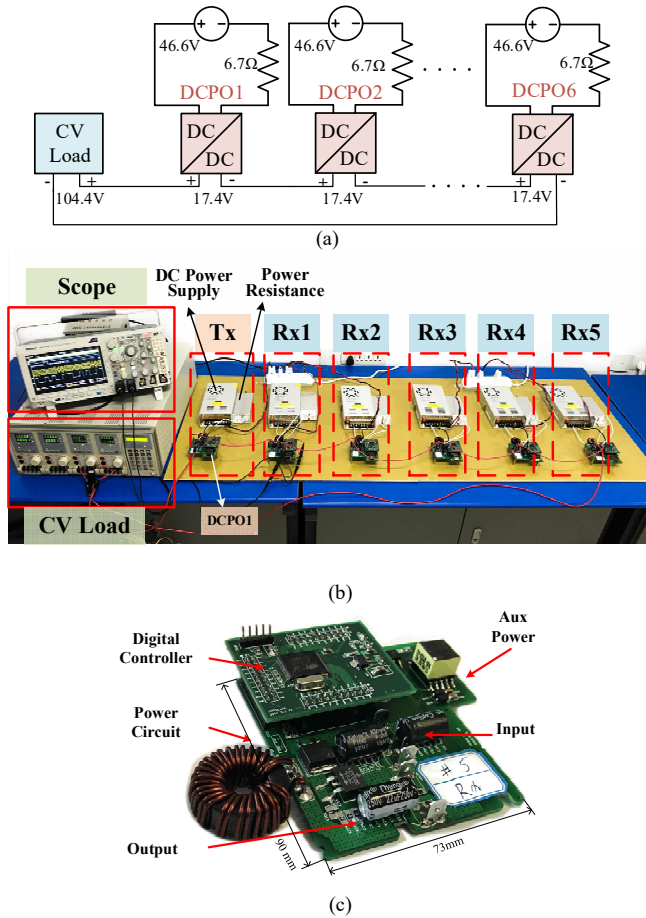 46.6V
46.6V
46.6V
6.7Ω
6.7Ω
6.7Ω
DCPO1
DCPO2
DCPO6
CV
Load
DC
DC
DC
DC
DC
DC
- + + - + - + -
104.4V
17.4V
17.4V
17.4V
(a)
Scope
DC Power
Supply
Power
Resistance
Tx
Rx1
Rx2
Rx3
Rx4
Rx5
CV Load
DCPO1
(b)
Digital
Controller
Aux
Power
Power
Circuit
Input
# 5
Output
90 mm
73mm
(c)